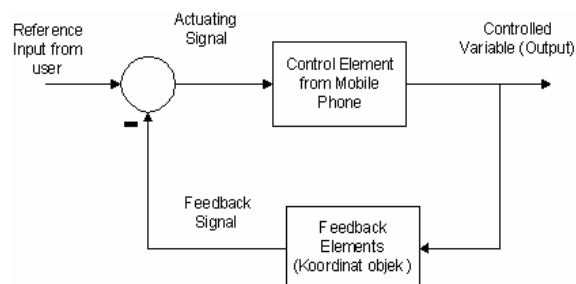 Reference
Input from
user
Actuating
Signal
Control Element
from Mobile
Phone
Controlled
Variable (Output)
Feedback
Signal
Feedback
Elements
(Koordinat objek)